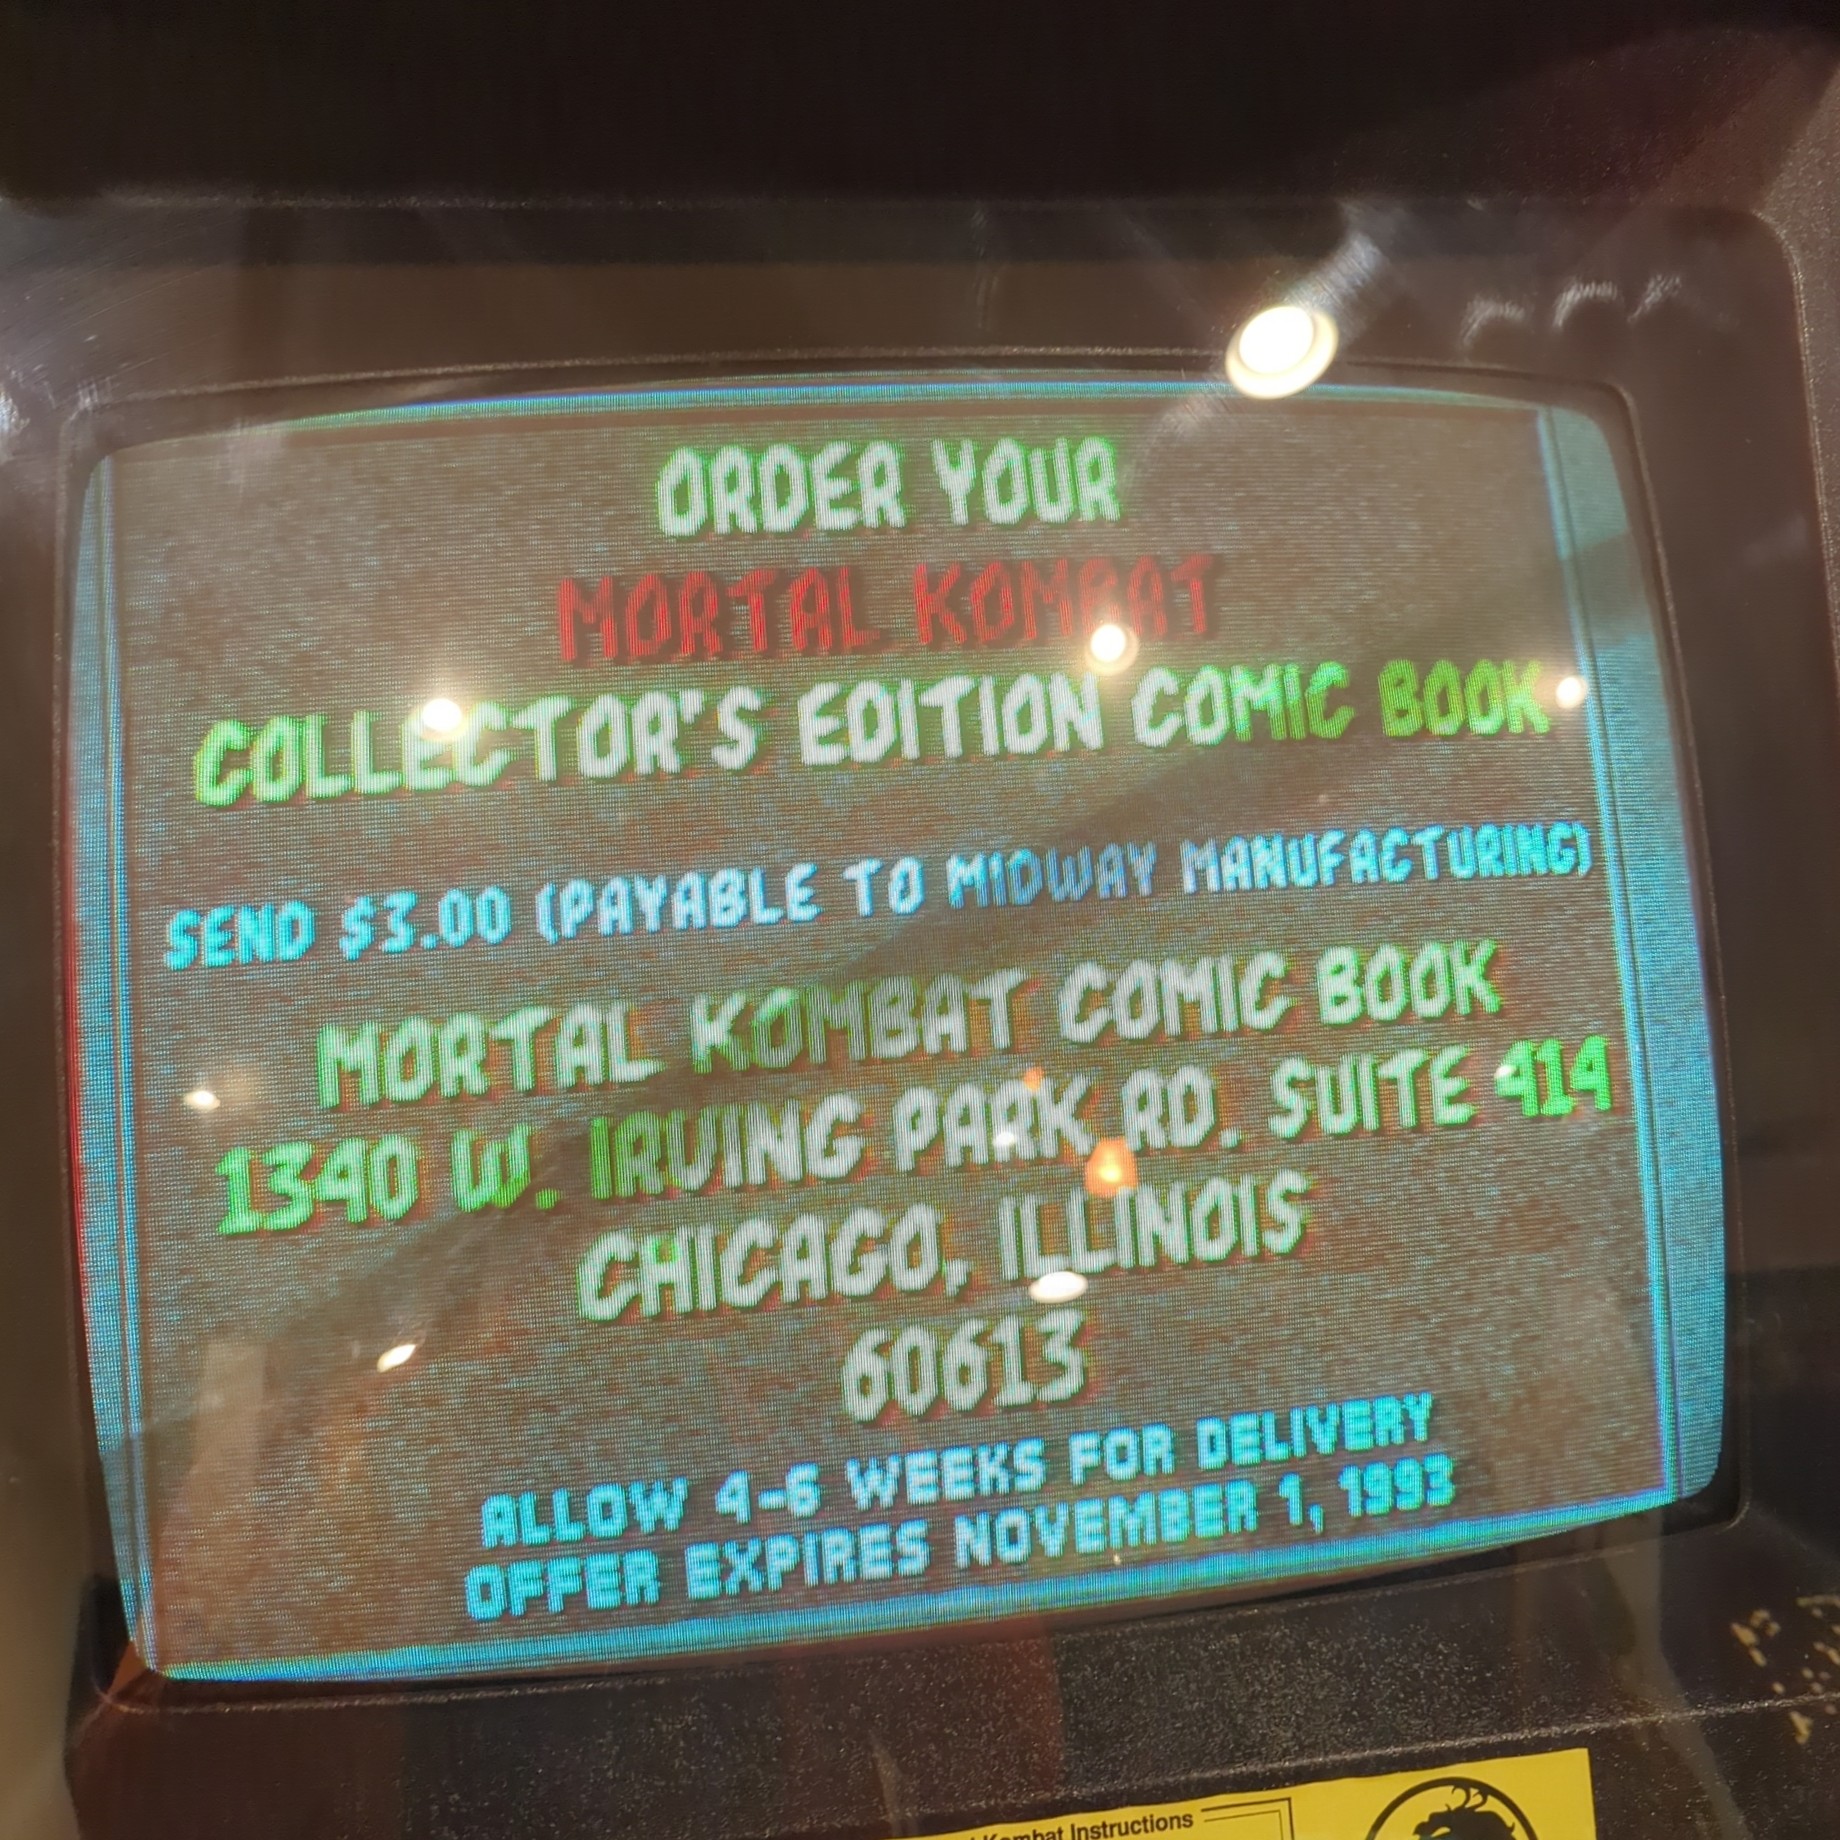 ORDER YOUR
MORTAL KOMBAT
COLLECTOR'S EDITION COMIC BOOK
SEND $3.00 (PAYABLE TO MIDWAY MANUFACTURING)
MORTAL KOMBAT COMIC BOOK
1340 W. IRVING PARK RD. SUITE 414
CHICAGO, ILLINOIS
60613
ALLOW 4-6 WEEKS FOR DELIVERY
OFFER EXPIRES NOVEMBER 1, 1993
Kombat Instructions